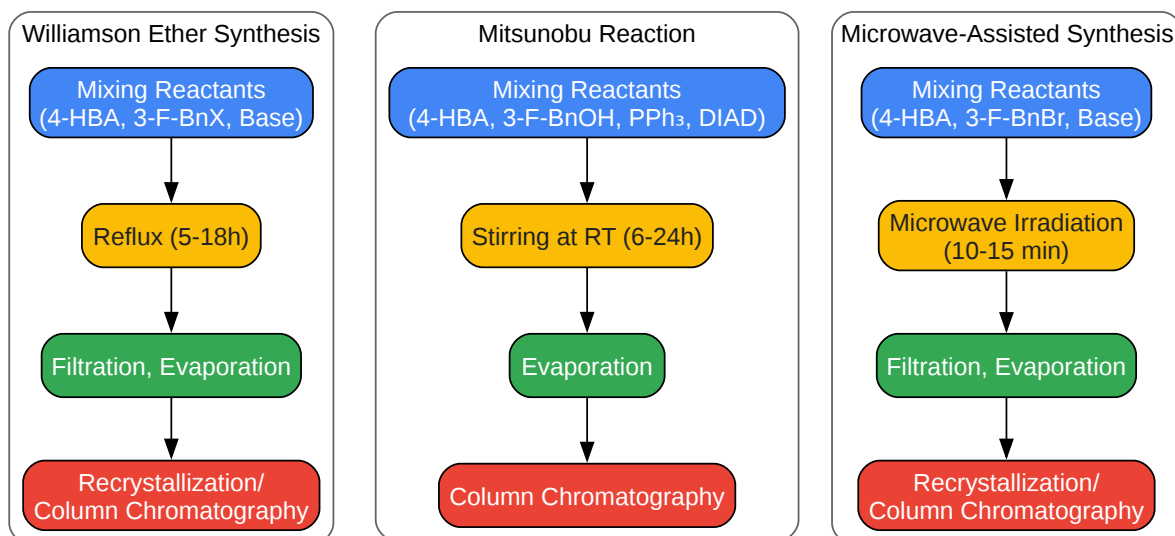 Williamson Ether Synthesis
Mixing Reactants
(4-HBA, 3-F-BnX, Base)
Reflux (5-18h)
Filtration, Evaporation
Recrystallization/
Column Chromatography
Mitsunobu Reaction
Mixing Reactants
(4-HBA, 3-F-BnOH, PPh₃, DIAD)
Stirring at RT (6-24h)
Evaporation
Column Chromatography
Microwave-Assisted Synthesis
Mixing Reactants
(4-HBA, 3-F-BnBr, Base)
Microwave Irradiation
(10-15 min)
Filtration, Evaporation
Recrystallization/
Column Chromatography